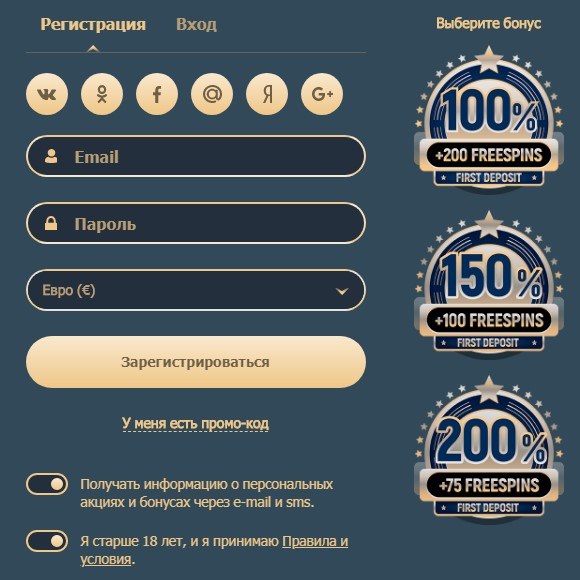 Регистрация Вход
Email
Пароль
Евро (€)
Зарегистрироваться
У меня есть промо-код
Получать информацию о персональных
акциях и бонусах через e-mail и sms.
Я старше 18 лет, и я принимаю Правила и
условия.
Выберите бонус
100%
+200 FREESPINS
FIRST DEPOSIT
150%
+100 FREESPINS
FIRST DEPOSIT
200%
+75 FREESPINS
FIRST DEPOSIT